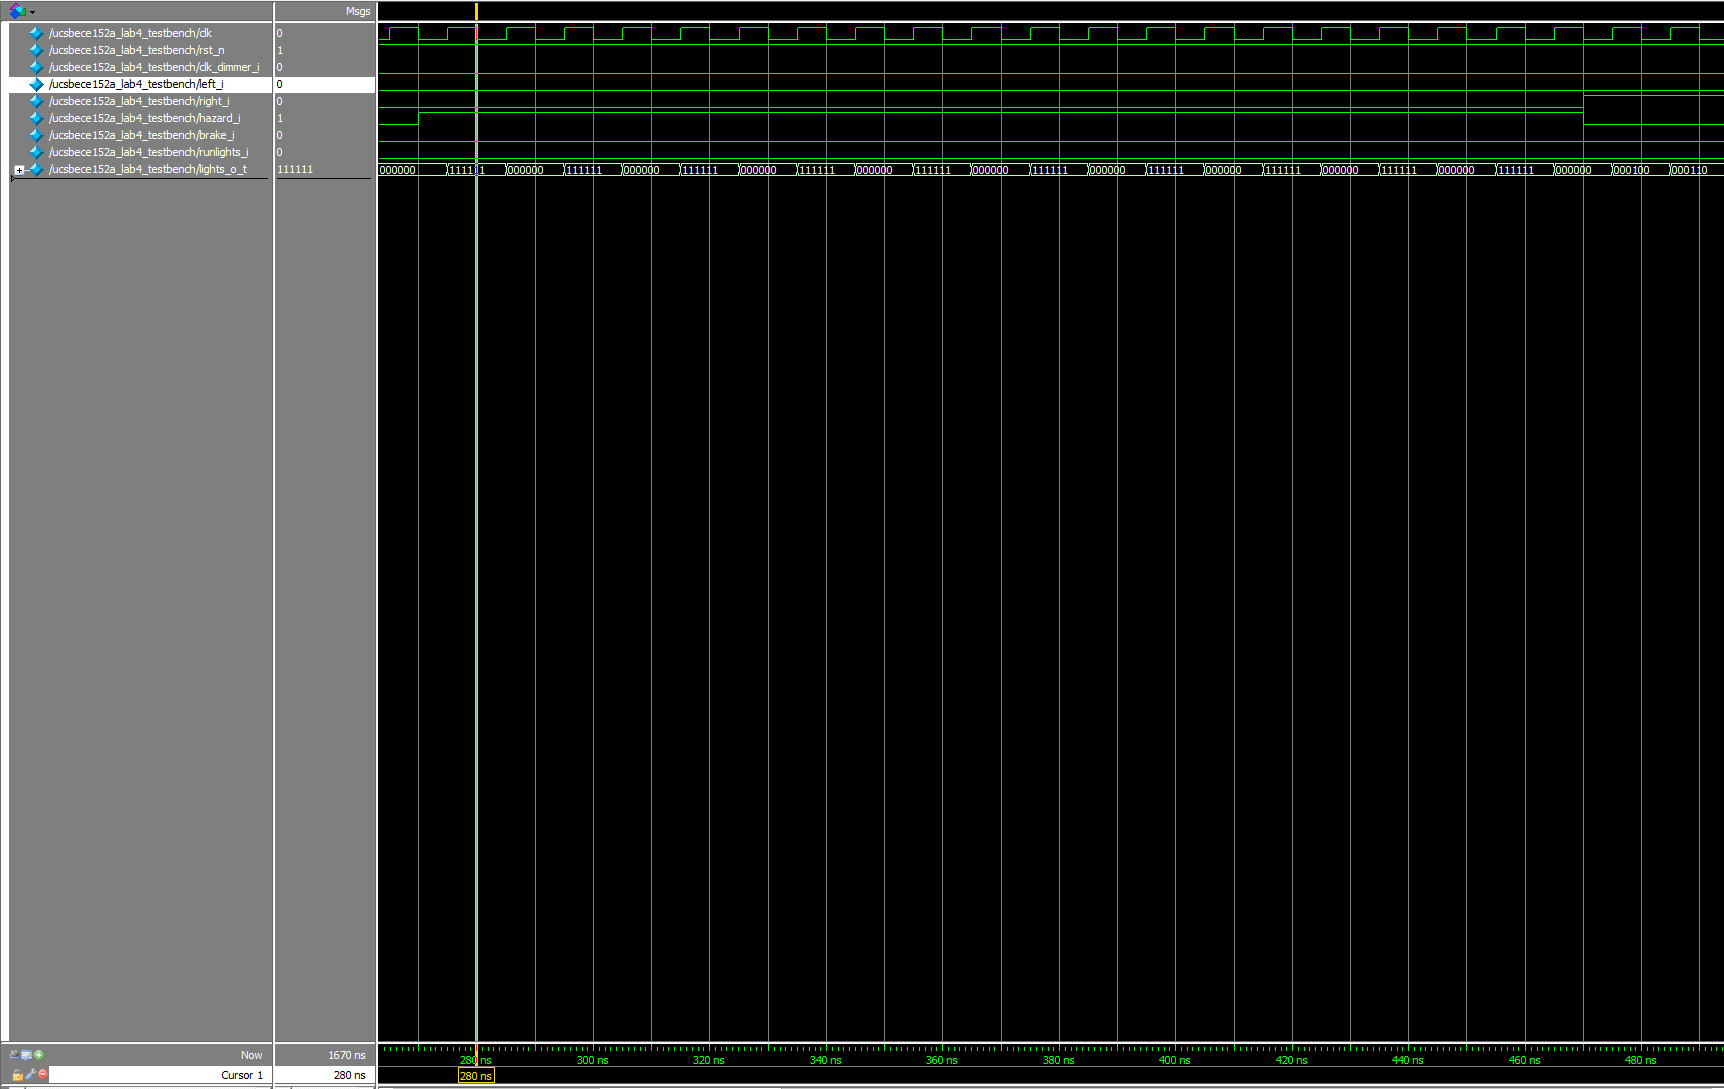 Msgs
/ucsbece152a_lab4_testbench/clk 0
/ucsbece152a_lab4_testbench/rst_n 1
/ucsbece152a_lab4_testbench/clk_dimmer_i 0
/ucsbece152a_lab4_testbench/left_i 0
/ucsbece152a_lab4_testbench/right_i 0
/ucsbece152a_lab4_testbench/hazard_i 1
/ucsbece152a_lab4_testbench/brake_i 0
/ucsbece152a_lab4_testbench/runlights_i 0
/ucsbece152a_lab4_testbench/lights_o_t 111111 000000 111111 000000 111111 000000 111111 000000 111111 000000 111111 000000 111111 000000 111111 000000 111111 000000 111111 000000 111111 000000 000100 000110
Now 1670 ns 280 ns 300 ns 320 ns 340 ns 360 ns 380 ns 400 ns 420 ns 440 ns 460 ns 480 ns
Cursor 1 280 ns 280 ns